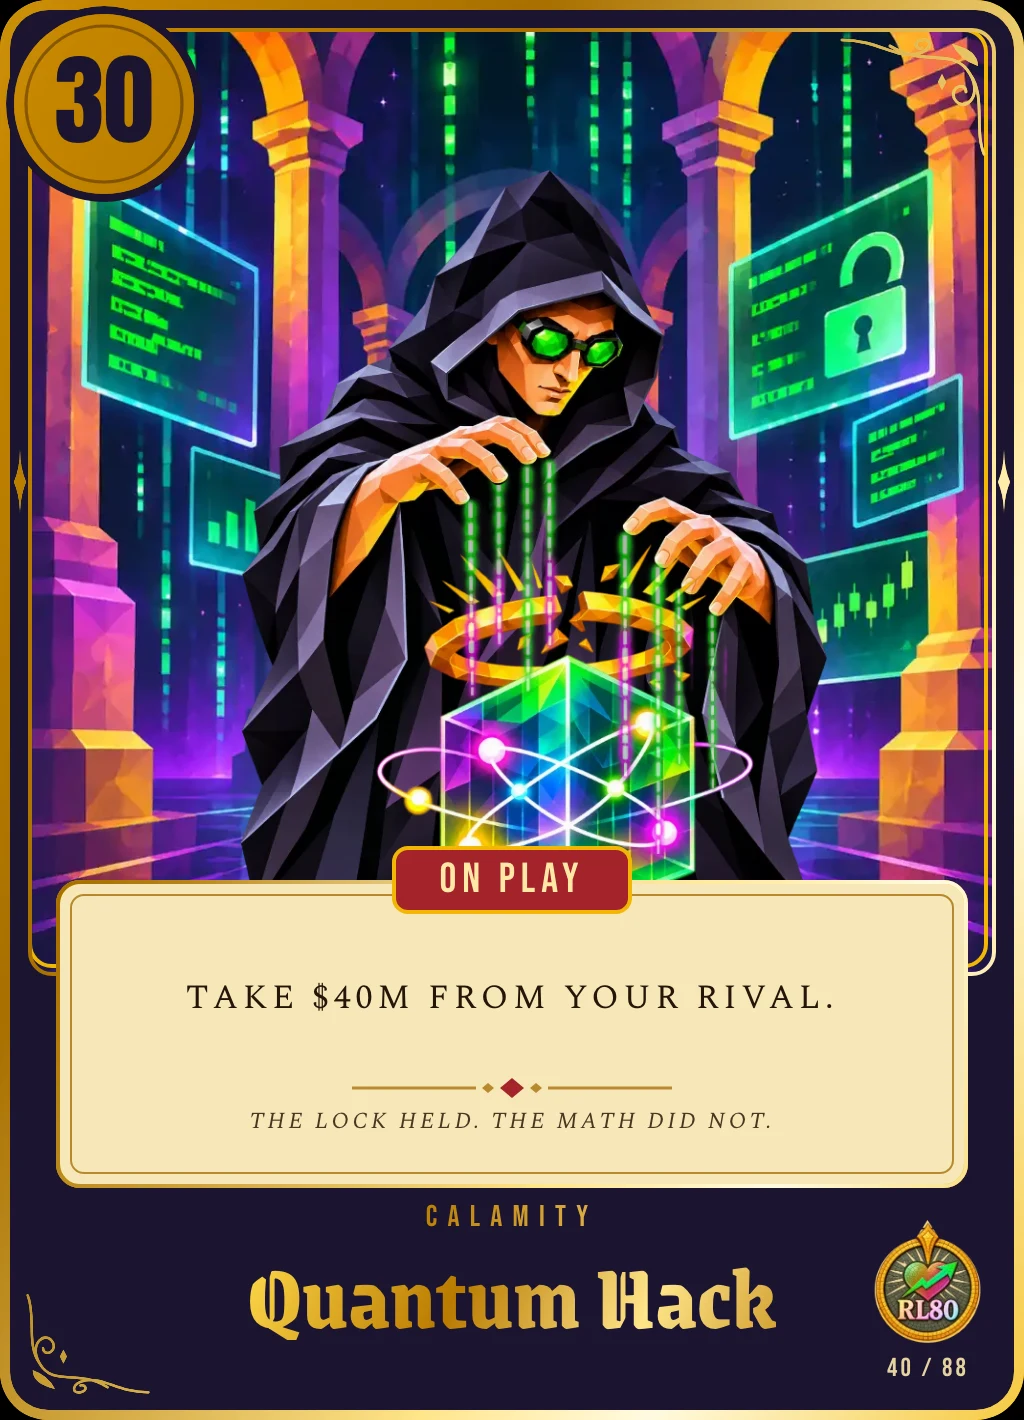 30
ON PLAY
TAKE $40M FROM YOUR RIVAL.
THE LOCK HELD. THE MATH DID NOT.
CALAMITY
Quantum Hack
RL80
40 / 88